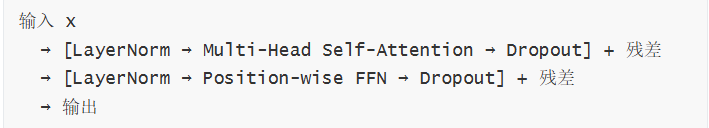 输入 x
→ [LayerNorm → Multi-Head Self-Attention → Dropout] + 残差
→ [LayerNorm → Position-wise FFN → Dropout] + 残差
→ 输出